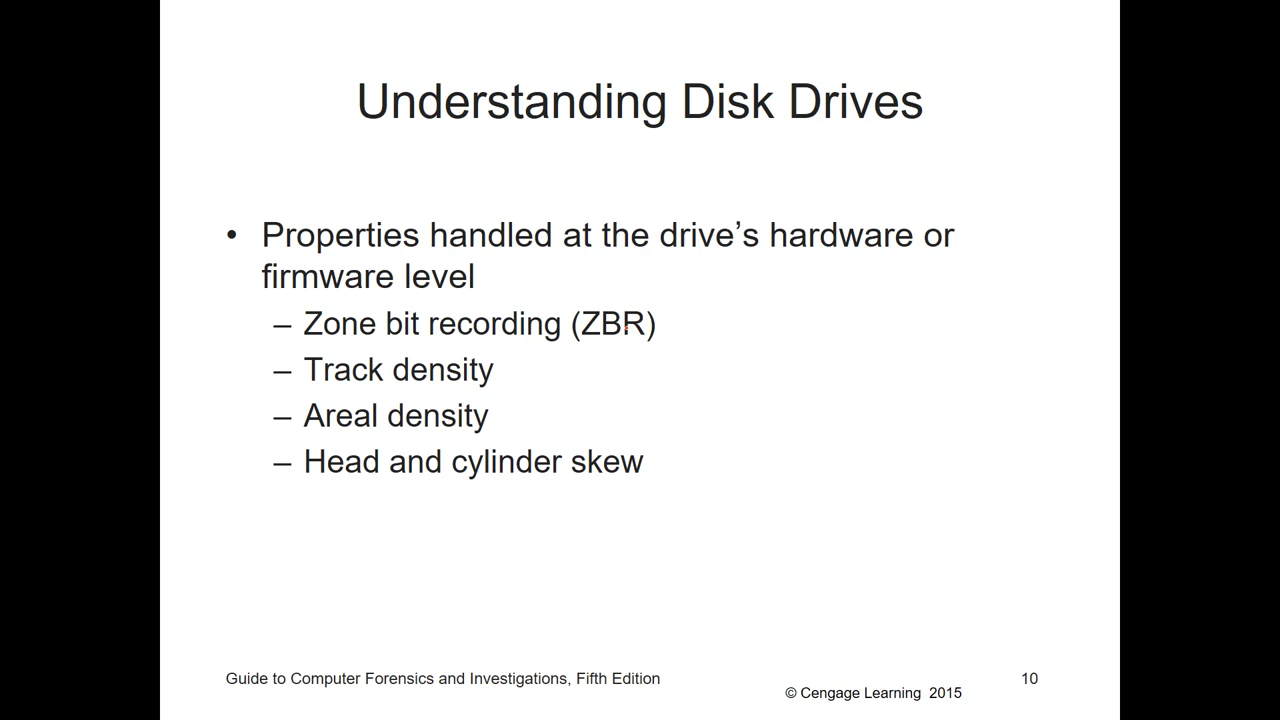 Understanding Disk Drives
• Properties handled at the drive’s hardware or
firmware level
– Zone bit recording (ZBR)
– Track density
– Areal density
– Head and cylinder skew
Guide to Computer Forensics and Investigations, Fifth Edition
10
© Cengage Learning 2015